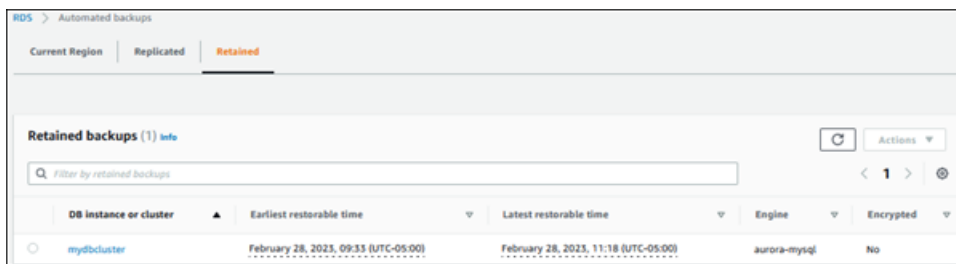 RDS > Automated backups
Current Region Replicated Retained
Retained backups (1) Info
Actions
Filter by retained backups
< 1 >
DB instance or cluster Earliest restorable time Latest restorable time Engine Encrypted
mydbcluster February 28, 2023, 09:33 (UTC-05:00) February 28, 2023, 11:18 (UTC-05:00) aurora-mysql No